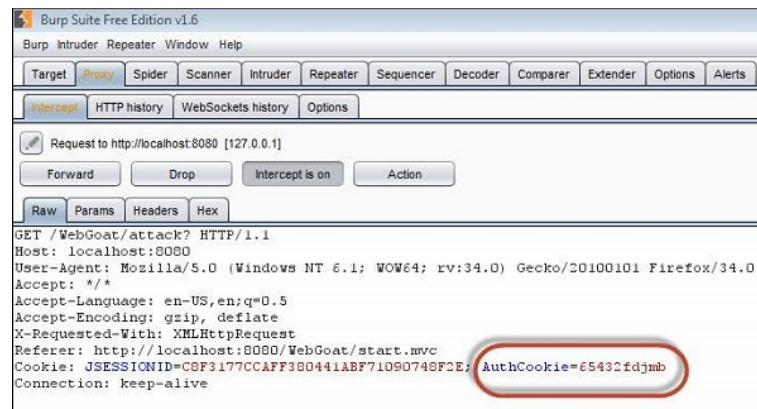 Burp Suite Free Edition v1.6
Burp Intruder Repeater Window Help
Target Proxy Spider Scanner Intruder Repeater Sequencer Decoder Comparer Extender Options Alerts
Intercept HTTP history WebSockets history Options
Request to http://localhost:8080 [127.0.0.1]
Forward Drop Intercept is on Action
Raw Params Headers Hex
GET /WebGoat/attack? HTTP/1.1
Host: localhost:8080
User-Agent: Mozilla/5.0 (Windows NT 6.1; WOW64; rv:34.0) Gecko/20100101 Firefox/34.0
Accept: */*
Accept-Language: en-US,en;q=0.5
Accept-Encoding: gzip, deflate
X-Requested-With: XMLHttpRequest
Referer: http://localhost:8080/WebGoat/start.mvc
Cookie: JSESSIONID=C8F3177CCAFF380441ABF71090748F2E; AuthCookie=65432fdjmb
Connection: keep-alive